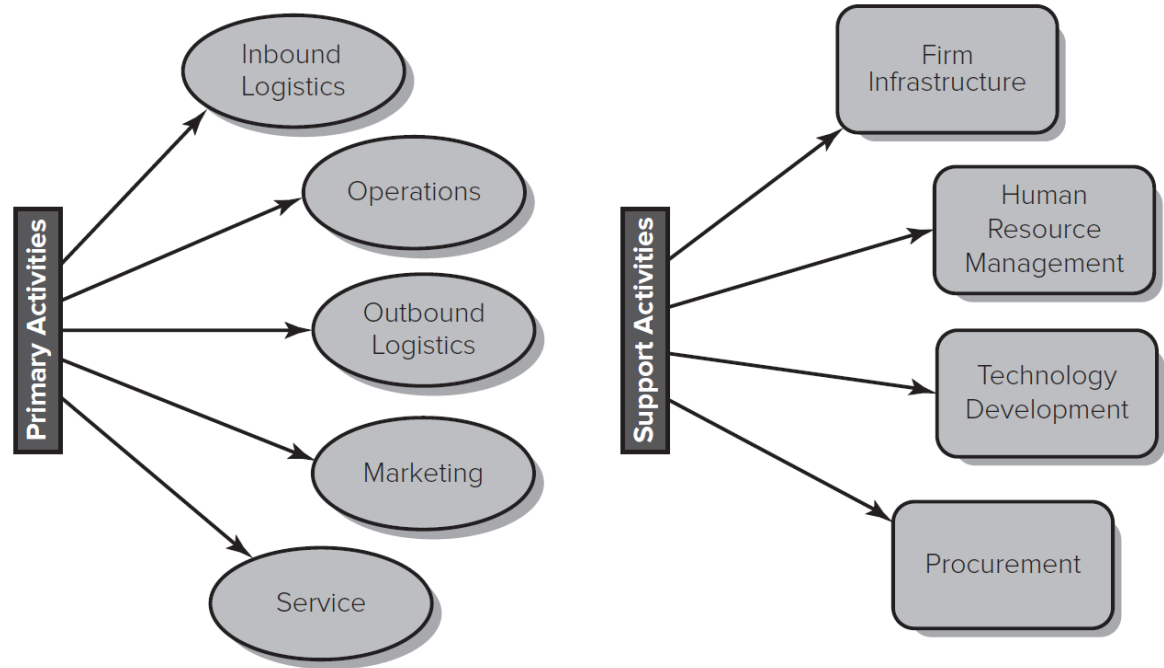 Primary Activities
Inbound
Logistics
Operations
Outbound
Logistics
Marketing
Service
Support Activities
Firm
Infrastructure
Human
Resource
Management
Technology
Development
Procurement